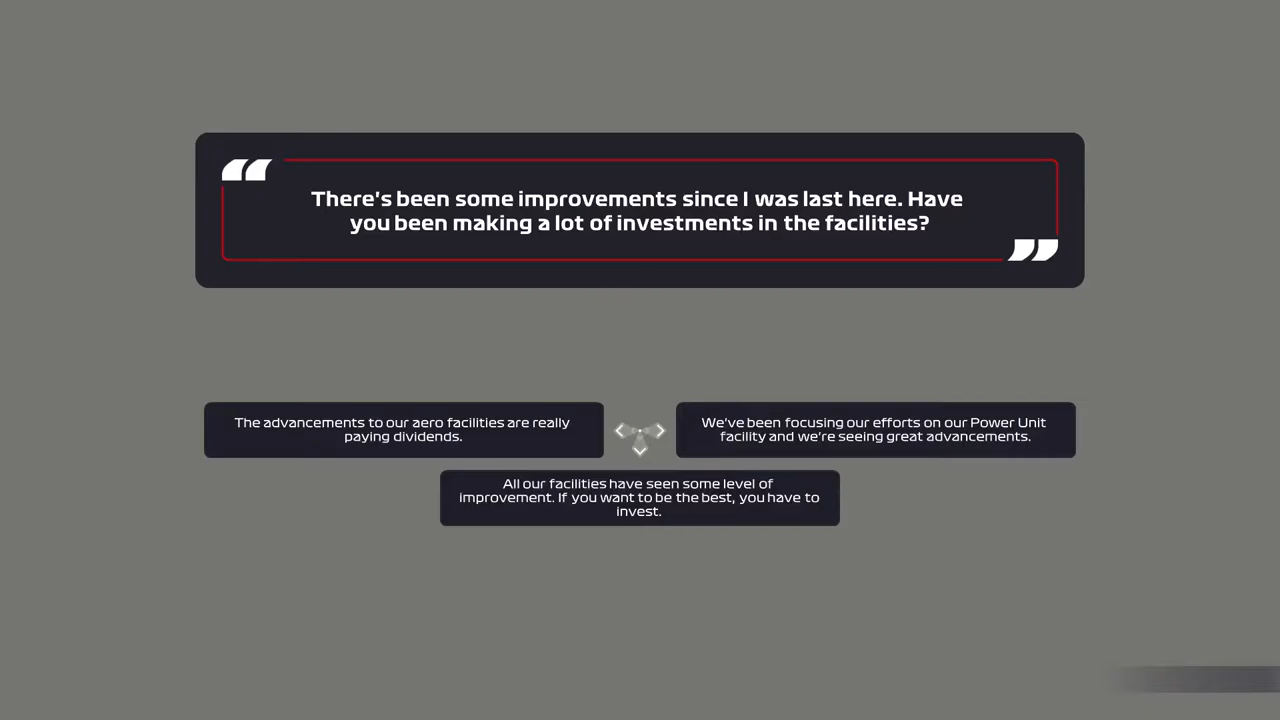 There's been some improvements since I was last here. Have
you been making a lot of investments in the facilities?
The advancements to our aero facilities are really
paying dividends.
We've been focusing our efforts on our Power Unit
facility and we're seeing great advancements.
All our facilities have seen some level of
improvement. If you want to be the best, you have to
invest.